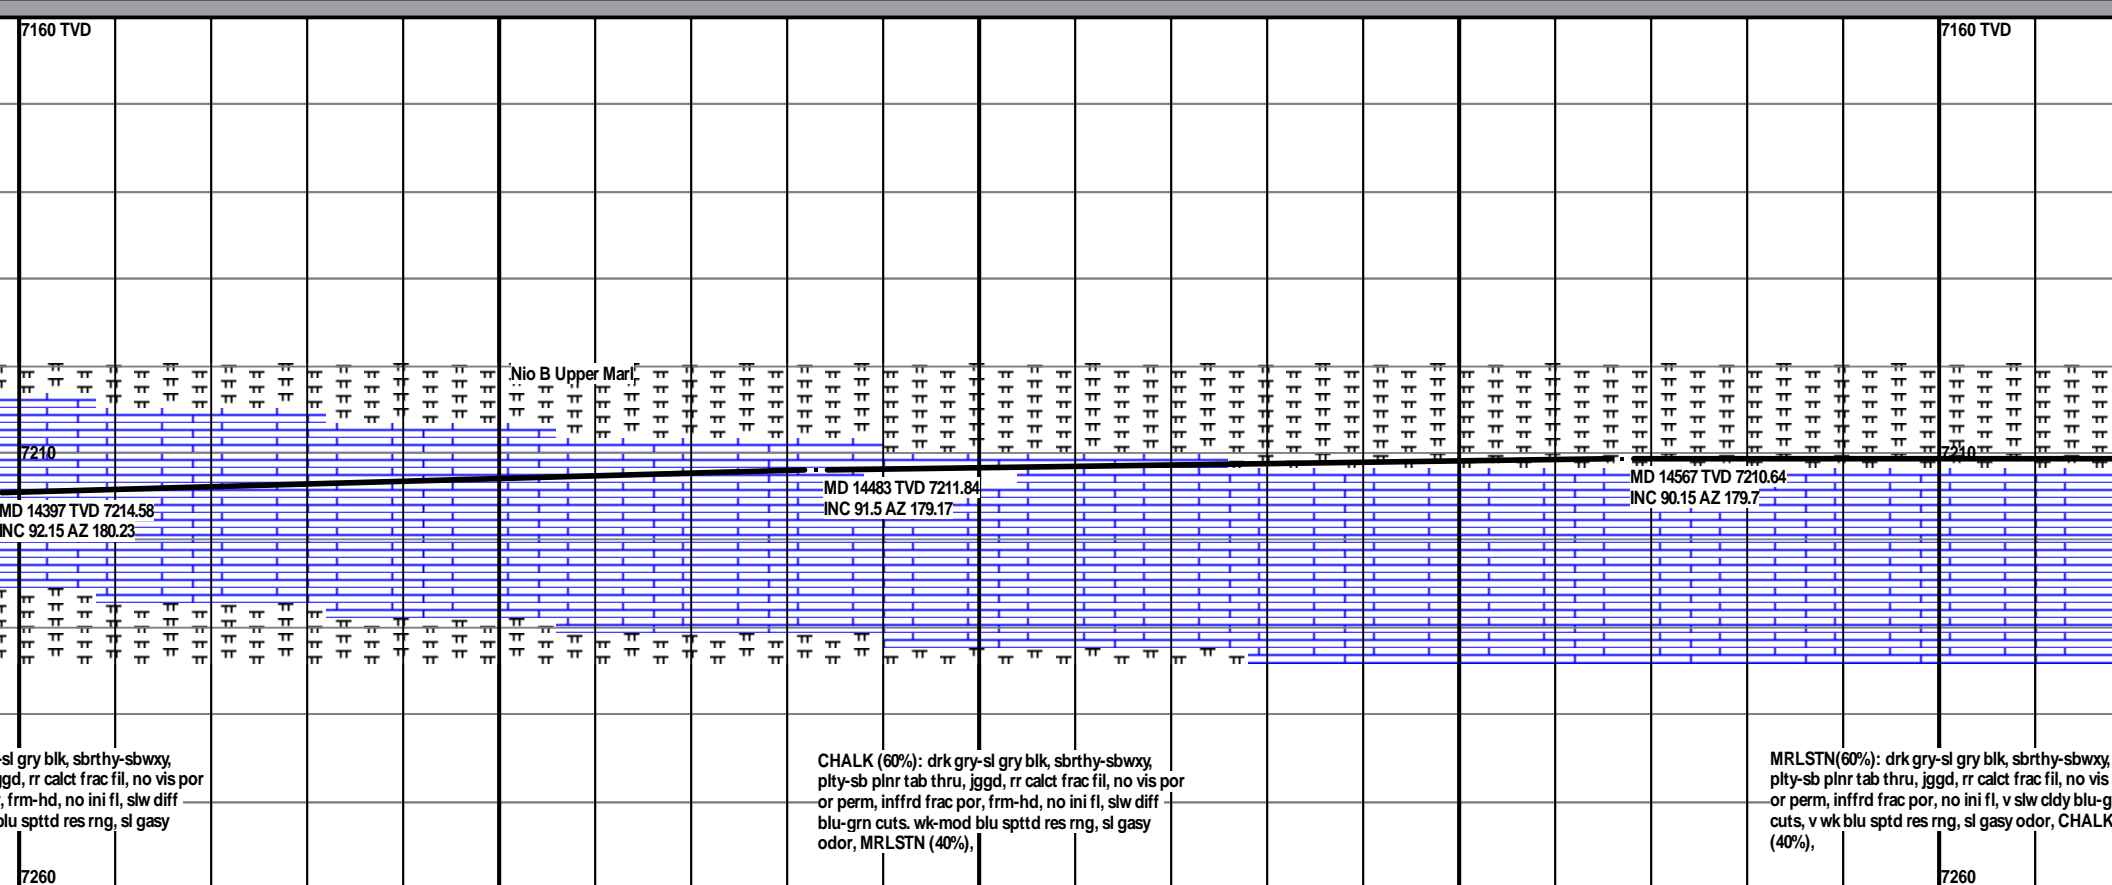 7160 TVD
7160 TVD
Nio B Upper Marl
7210
7210
MD 14397 TVD 7214.58
INC 92.15 AZ 180.23
MD 14483 TVD 7211.84
INC 91.5 AZ 179.17
MD 14567 TVD 7210.64
INC 90.15 AZ 179.7
-sl gry blk, sbrthy-sbwxy,
ggd, rr calct frac fil, no vis por
, frm-hd, no ini fl, slw diff
blu spttd res rng, sl gasy
CHALK (60%): drk gry-sl gry blk, sbrthy-sbwxy,
plty-sb plnr tab thru, jggd, rr calct frac fil, no vis por
or perm, inffrd frac por, frm-hd, no ini fl, slw diff
blu-grn cuts. wk-mod blu spttd res rng, sl gasy
odor, MRLSTN (40%),
MRLSTN(60%): drk gry-sl gry blk, sbrthy-sbwxy,
plty-sb plnr tab thru, jggd, rr calct frac fil, no vis
or perm, inffrd frac por, no ini fl, v slw cldy blu-g
cuts, v wk blu sptd res rng, sl gasy odor, CHALK
(40%),
7260
7260